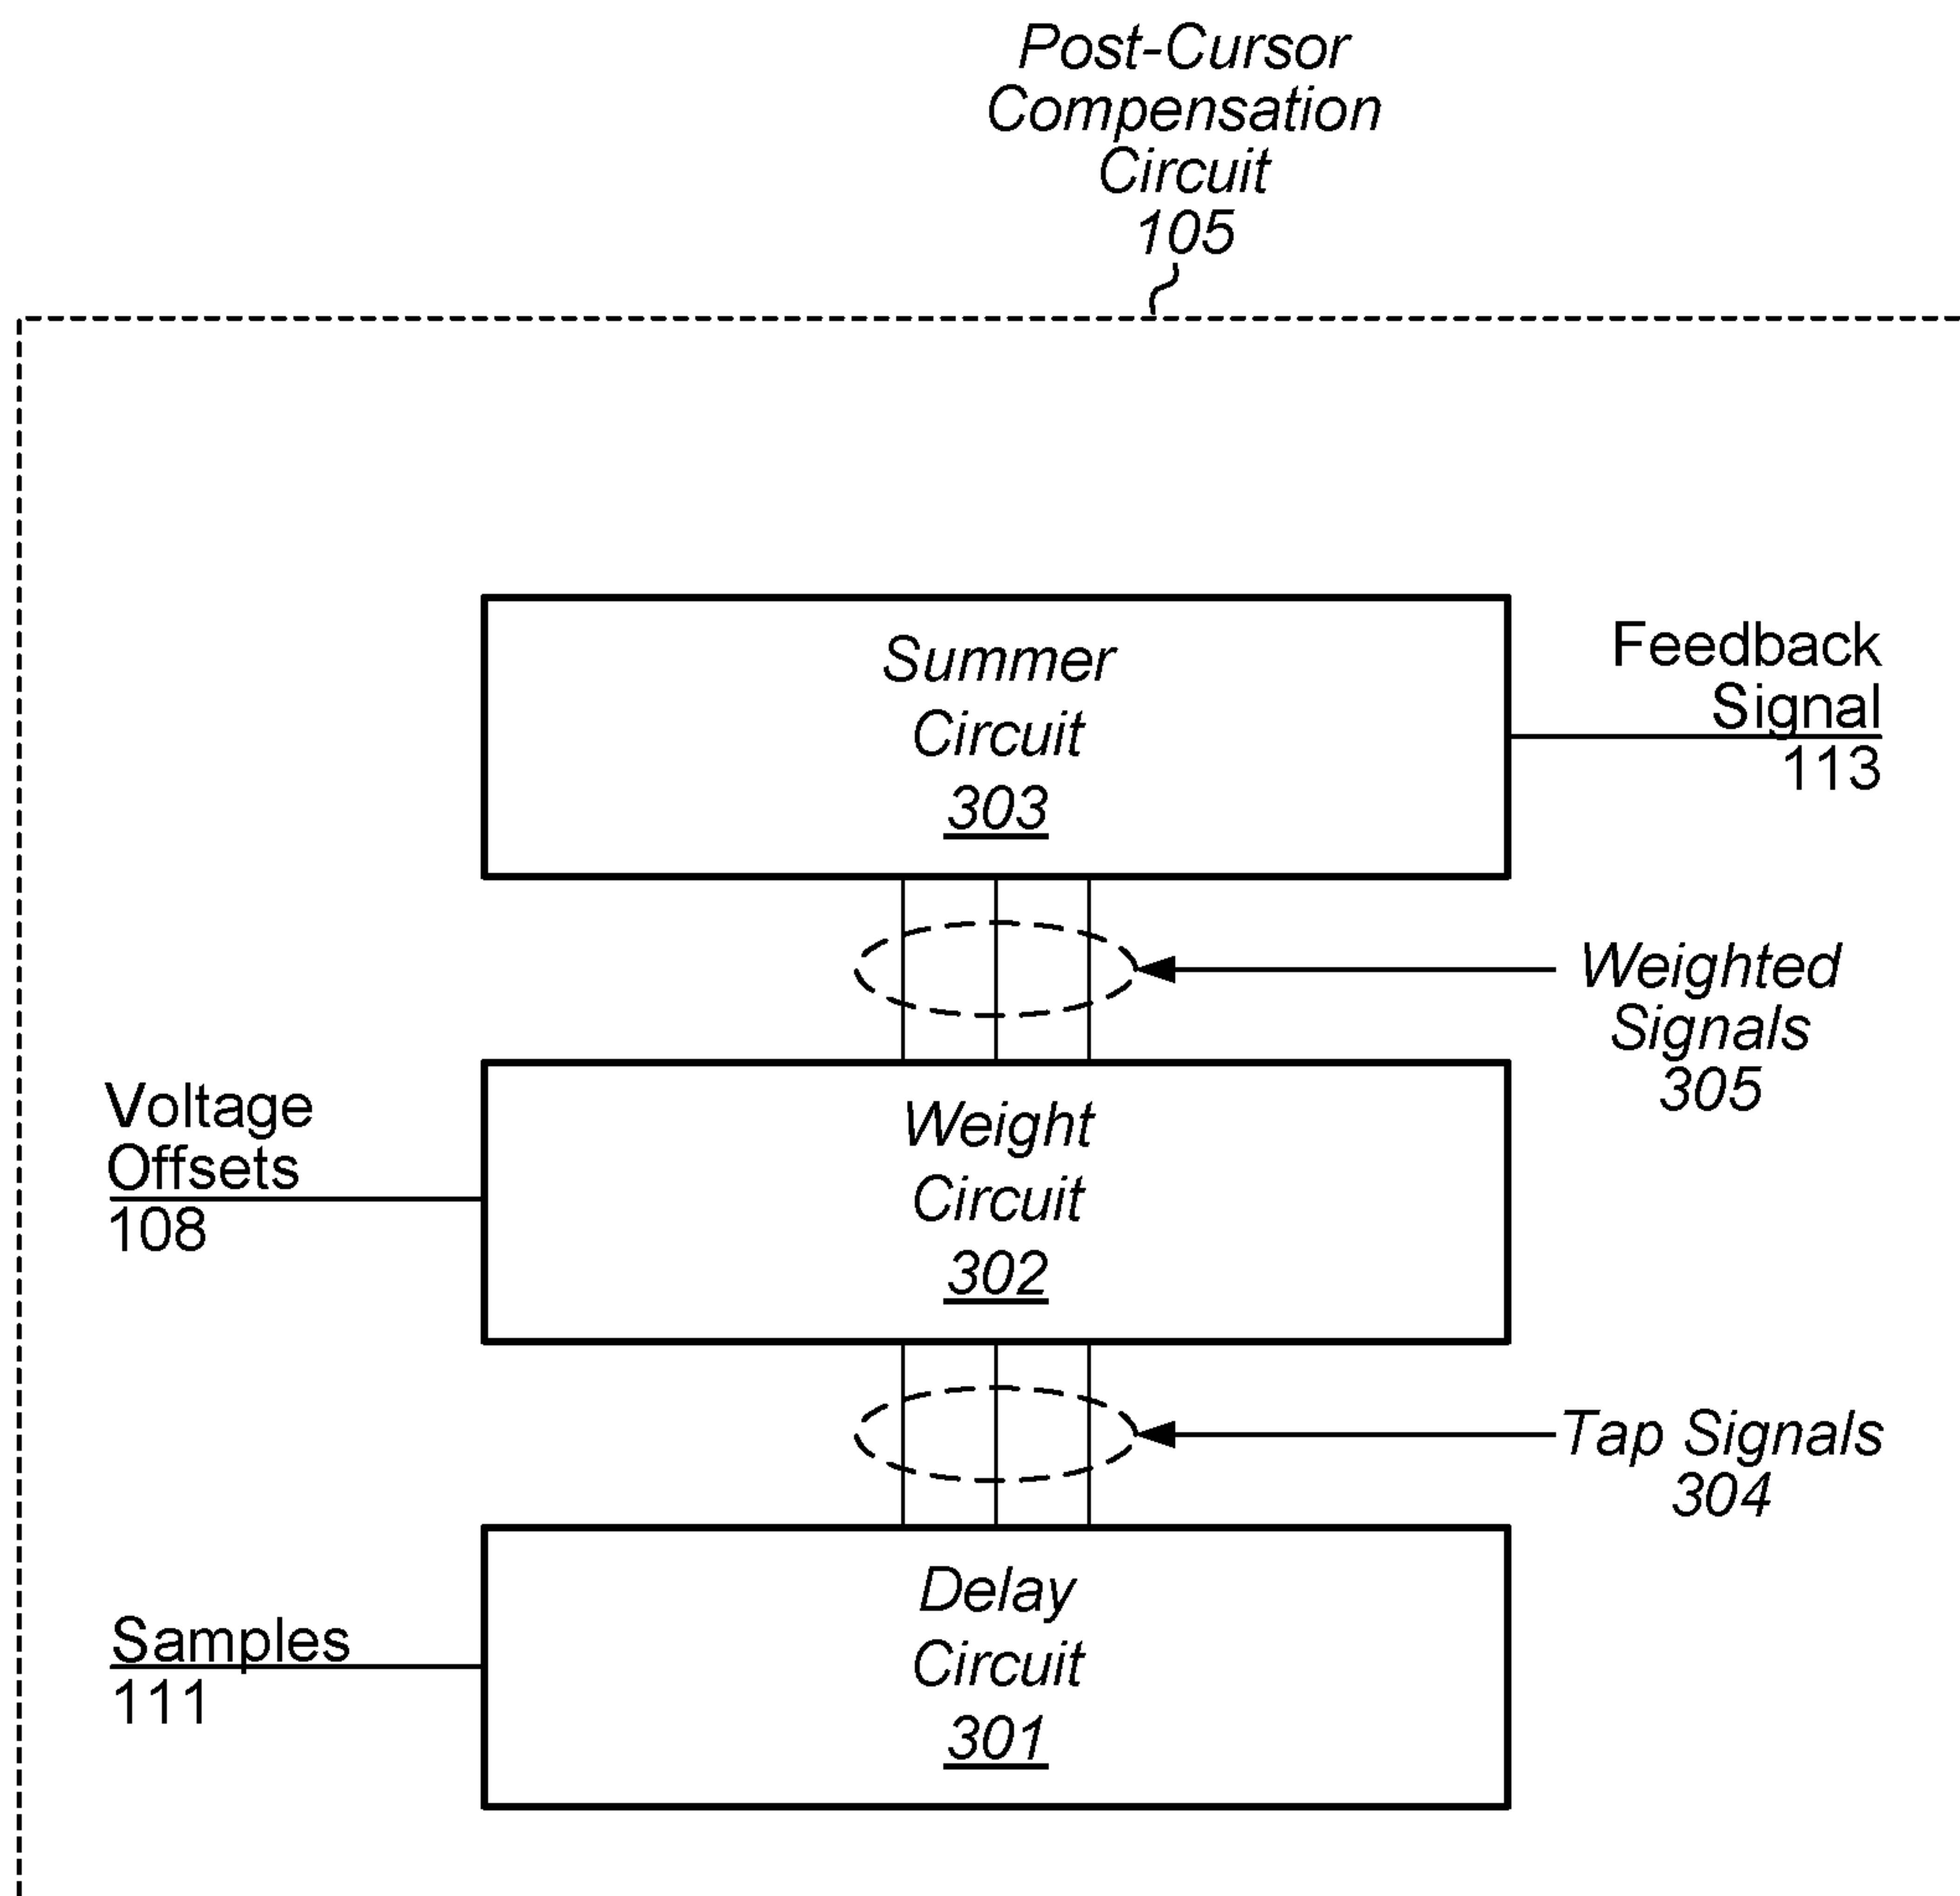 Post-Cursor
Compensation
Circuit
105
Summer
Circuit
303
Feedback
Signal
113
Weighted
Signals
305
Voltage
Offsets
108
Weight
Circuit
302
Tap Signals
304
Samples
111
Delay
Circuit
301